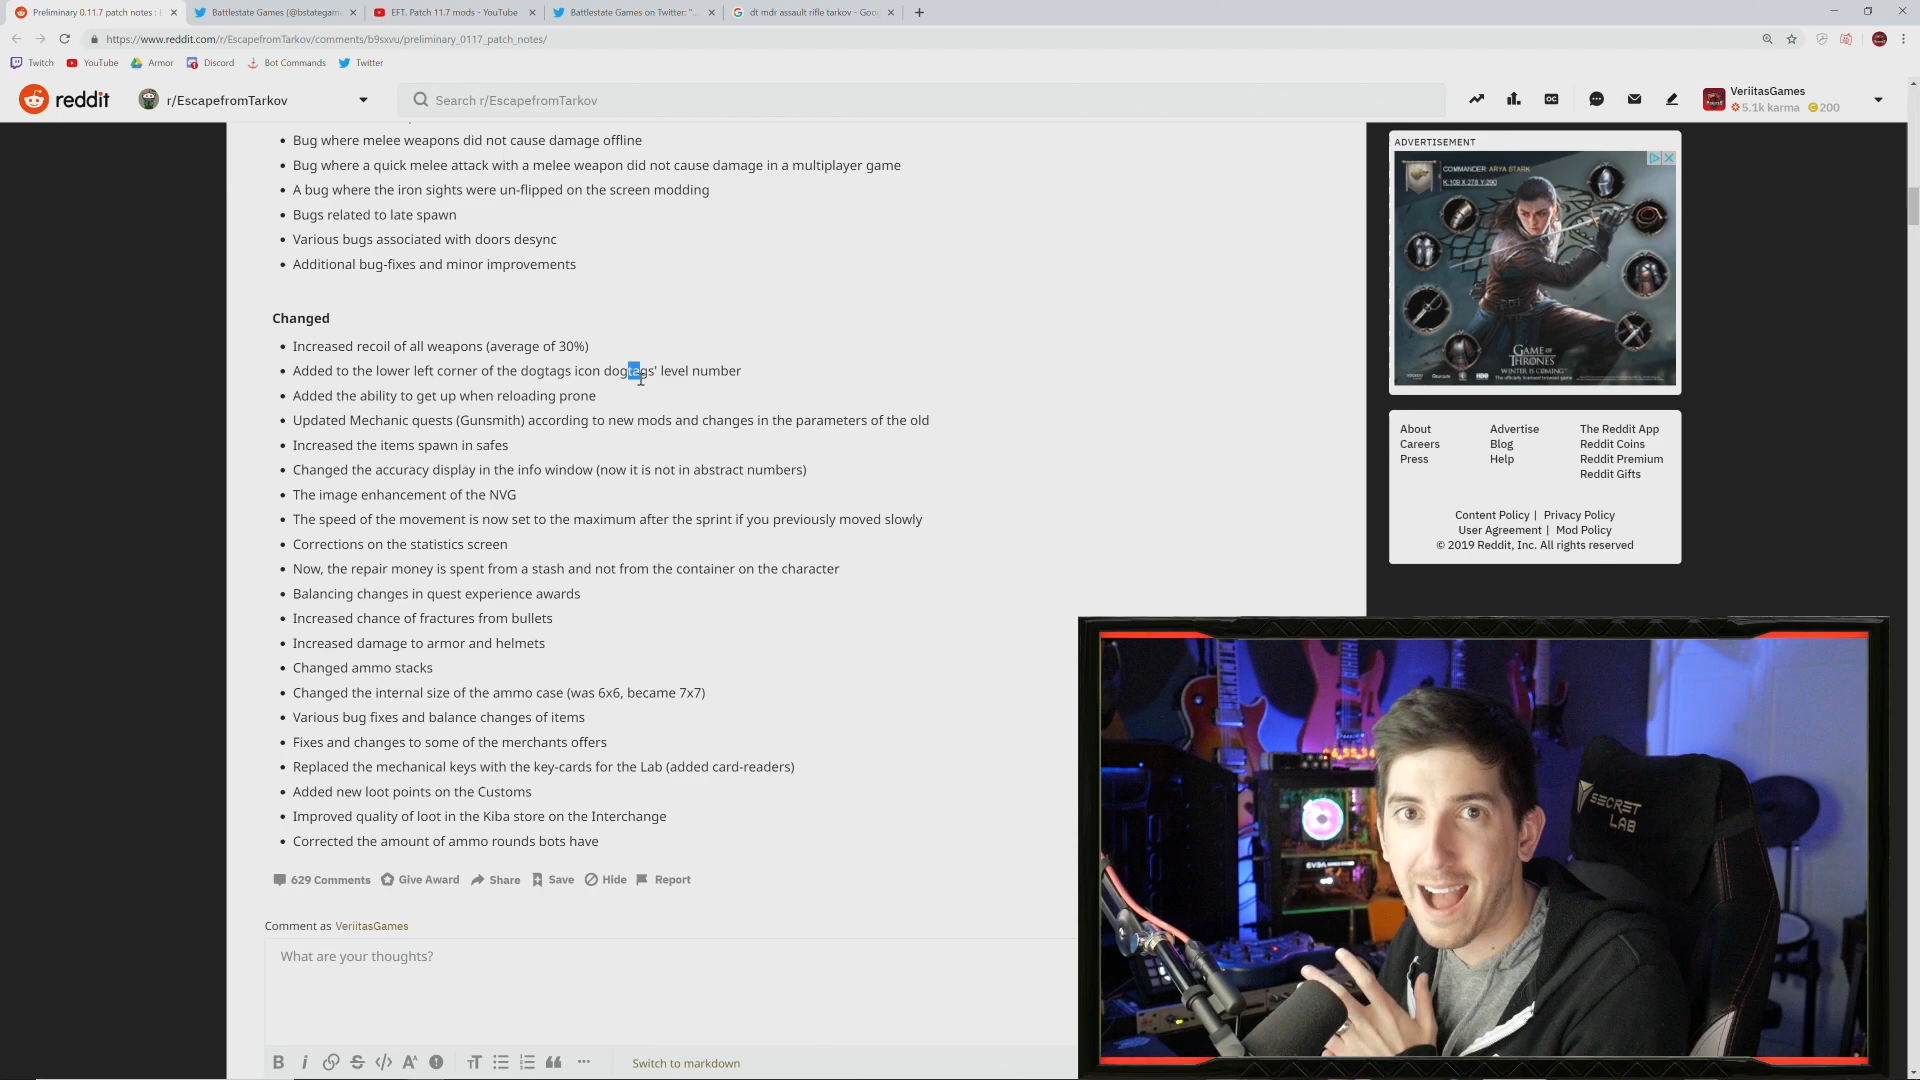 Preliminary 0.11.7 patch notes : E
Battlestate Games (@bstategam
EFT. Patch 11.7 mods - YouTube
Battlestate Games on Twitter: "...
dt mdr assault rifle tarkov - Goo
https://www.reddit.com/r/EscapefromTarkov/comments/b9sxvu/preliminary_0117_patch_notes/
Twitch YouTube Armor Discord Bot Commands Twitter
reddit
r/EscapefromTarkov
Search r/EscapefromTarkov
VeriitasGames
5.1k karma 200
Bug where melee weapons did not cause damage offline
Bug where a quick melee attack with a melee weapon did not cause damage in a multiplayer game
A bug where the iron sights were un-flipped on the screen modding
Bugs related to late spawn
Various bugs associated with doors desync
Additional bug-fixes and minor improvements
Changed
Increased recoil of all weapons (average of 30%)
Added to the lower left corner of the dogtags icon dogtags' level number
Added the ability to get up when reloading prone
Updated Mechanic quests (Gunsmith) according to new mods and changes in the parameters of the old
Increased the items spawn in safes
Changed the accuracy display in the info window (now it is not in abstract numbers)
The image enhancement of the NVG
The speed of the movement is now set to the maximum after the sprint if you previously moved slowly
Corrections on the statistics screen
Now, the repair money is spent from a stash and not from the container on the character
Balancing changes in quest experience awards
Increased chance of fractures from bullets
Increased damage to armor and helmets
Changed ammo stacks
Changed the internal size of the ammo case (was 6x6, became 7x7)
Various bug fixes and balance changes of items
Fixes and changes to some of the merchants offers
Replaced the mechanical keys with the key-cards for the Lab (added card-readers)
Added new loot points on the Customs
Improved quality of loot in the Kiba store on the Interchange
Corrected the amount of ammo rounds bots have
629 Comments Give Award Share Save Hide Report
Comment as VeriitasGames
What are your thoughts?
Switch to markdown
ADVERTISEMENT
COMMANDER: ARYA STARK
K:109 X:278 Y:290
GAME OF
THRONES
WINTER IS COMING
About Advertise The Reddit App
Careers Blog Reddit Coins
Press Help Reddit Premium
Reddit Gifts
Content Policy | Privacy Policy
User Agreement | Mod Policy
© 2019 Reddit, Inc. All rights reserved
SECRET
LAB
EVGA